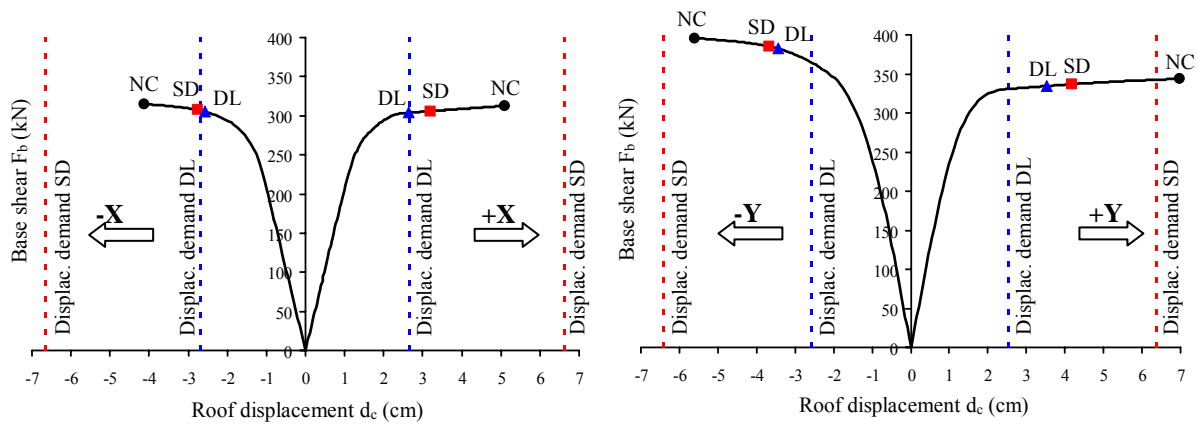 NC
SD
DL
DL
SD
NC
400
350
300
250
200
150
100
50
0
Base shear Fb (kN)
Displac. demand SD
Displac. demand DL
Displac. demand DL
Displac. demand SD
-X
+X
-7 -6 -5 -4 -3 -2 -1 0 1 2 3 4 5 6 7
Roof displacement dc (cm)
NC
SD
DL
DL
SD
NC
400
350
300
250
200
150
100
50
0
Base shear Fb (kN)
Displac. demand SD
Displac. demand DL
Displac. demand DL
Displac. demand SD
-Y
+Y
-7 -6 -5 -4 -3 -2 -1 0 1 2 3 4 5 6 7
Roof displacement dc (cm)